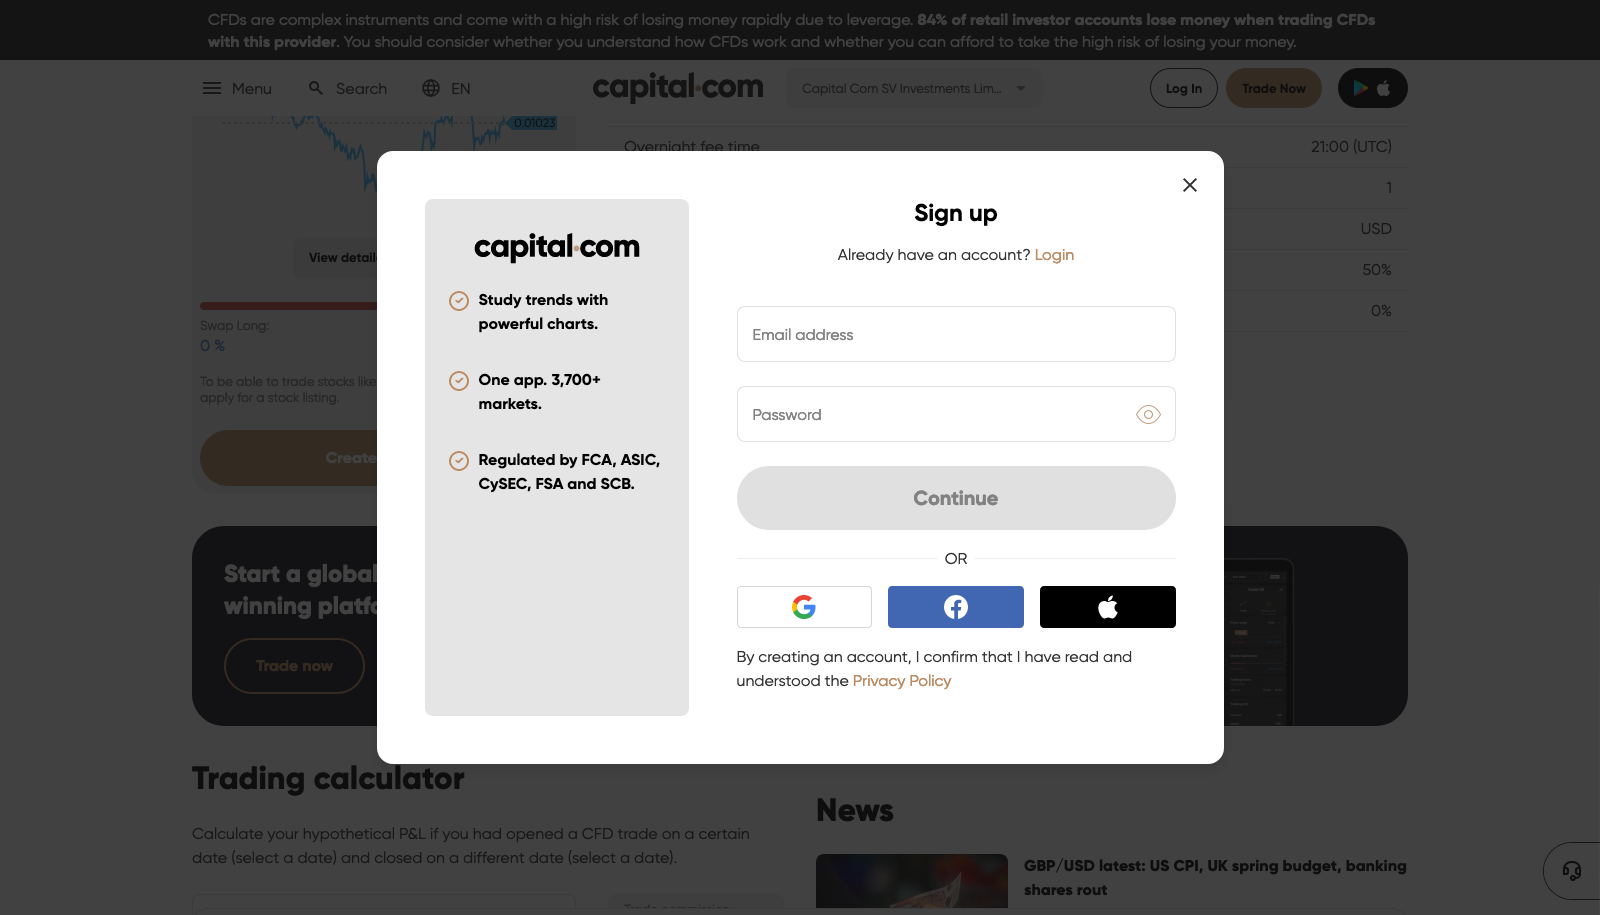 CFDs are complex instruments and come with a high risk of losing money rapidly due to leverage. 84% of retail investor accounts lose money when trading CFDs
with this provider. You should consider whether you understand how CFDs work and whether you can afford to take the high risk of losing your money.
Menu
Search
EN
capital.com
Capital Com SV Investments Lim...
Log In
Trade Now
0.01023
Overnight fee time
21:00 (UTC)
1
USD
50%
0%
View detail
Swap Long:
0 %
To be able to trade stocks like
apply for a stock listing.
Create
capital.com
Study trends with
powerful charts.
One app. 3,700+
markets.
Regulated by FCA, ASIC,
CySEC, FSA and SCB.
Sign up
Already have an account? Login
Email address
Password
Continue
OR
By creating an account, I confirm that I have read and
understood the Privacy Policy
Start a global
winning platfo
Trade now
Trading calculator
Calculate your hypothetical P&L if you had opened a CFD trade on a certain
date (select a date) and closed on a different date (select a date).
News
GBP/USD latest: US CPI, UK spring budget, banking
shares rout